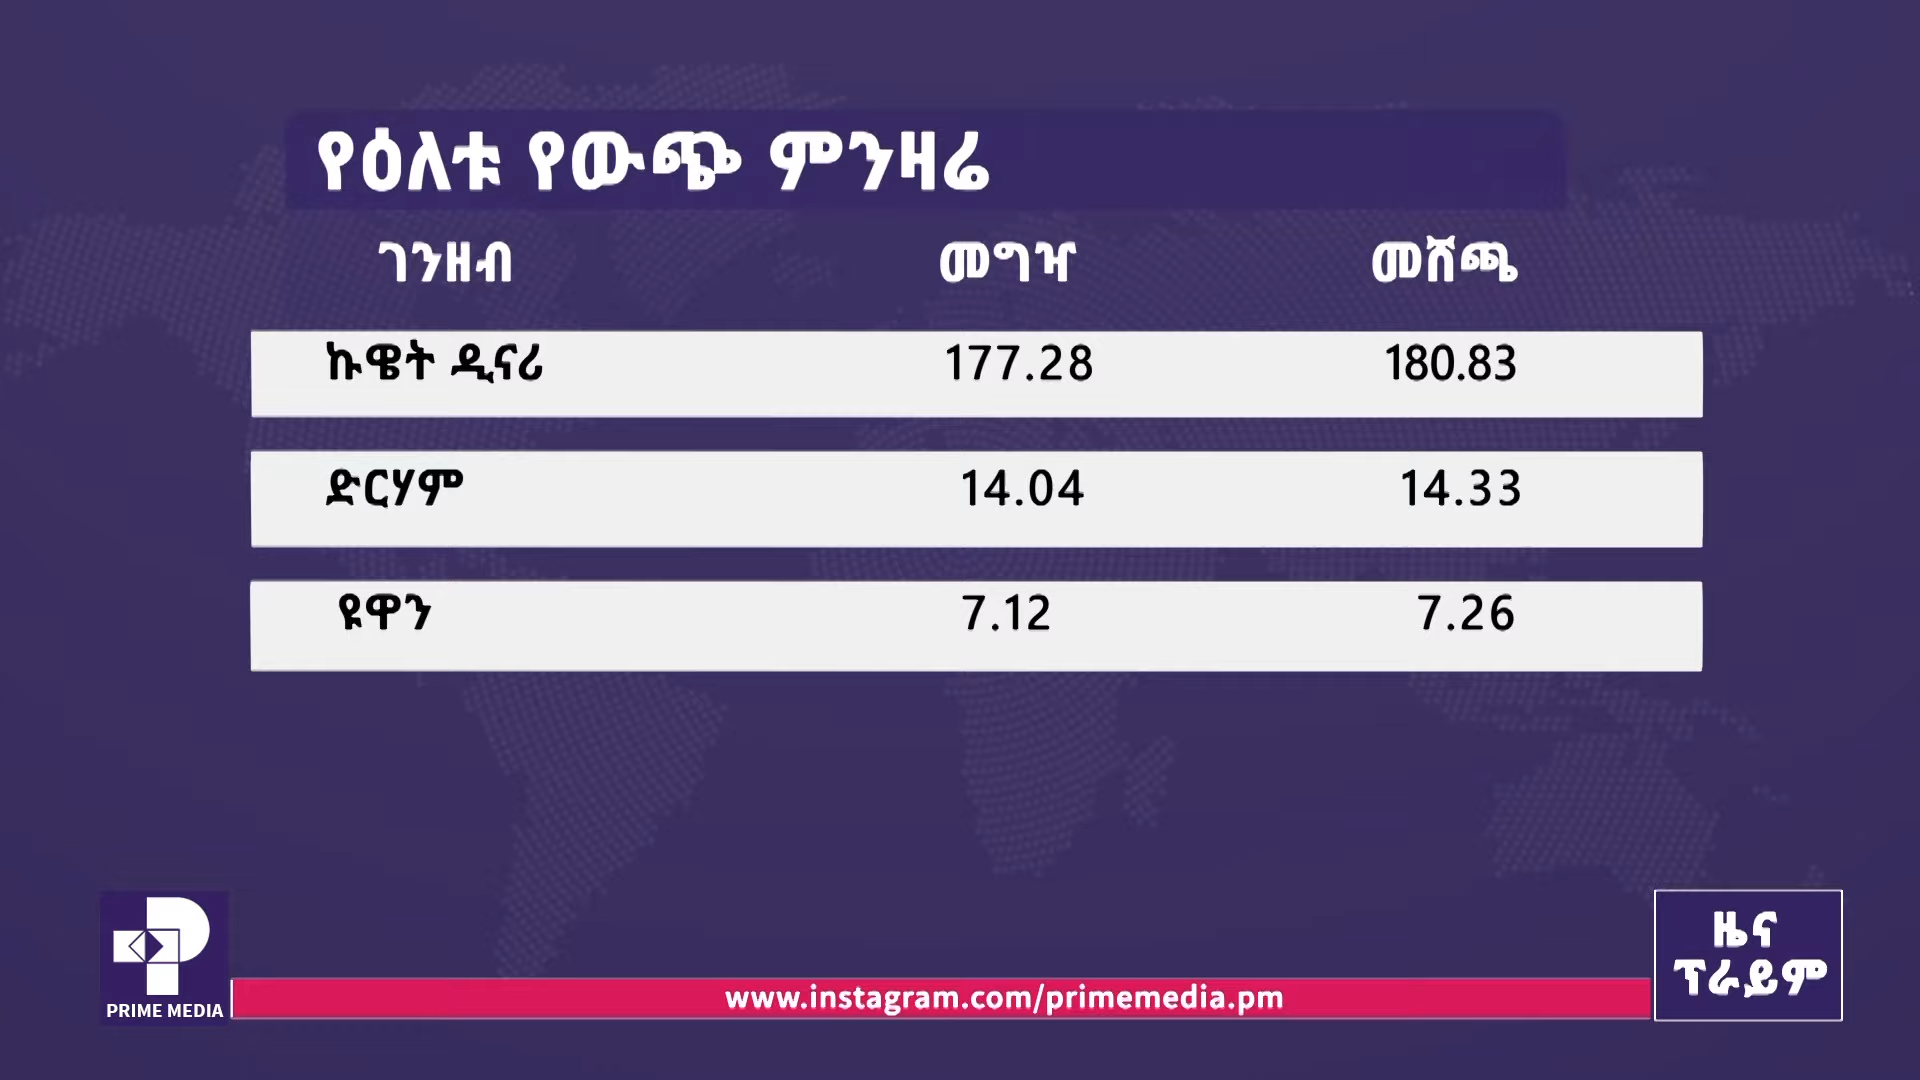 የዕለቱ የውጭ ምንዛሬ
ገንዘብ መግዣ መሸጫ
ኩዌት ዲናሪ 177.28 180.83
ድርሃም 14.04 14.33
ዩዋን 7.12 7.26
PRIME MEDIA
www.instagram.com/primemedia.pm
ዜና
ፕራይም